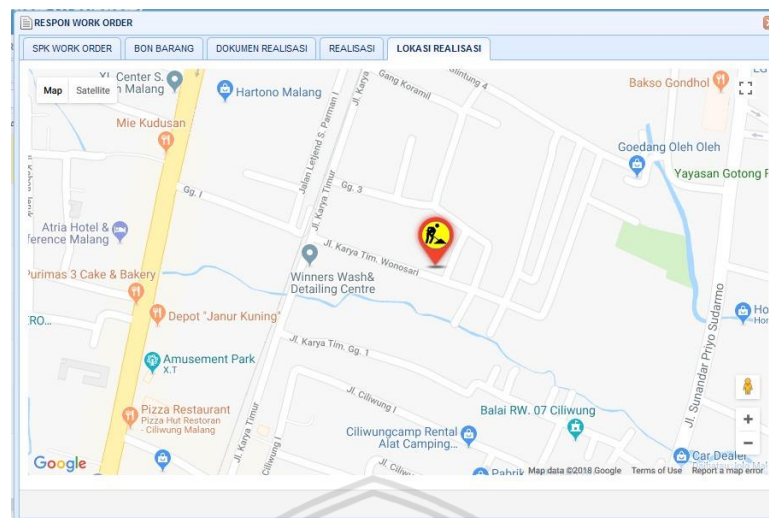 RESPON WORK ORDER
SPK WORK ORDER
BON BARANG
DOKUMEN REALISASI
REALISASI
LOKASI REALISASI
Map
Satellite
XL Center S.
Malang
Hartono Malang
Gang Koramil
Bakso Gondhol
Mie Kudusan
Jalan Letjend S. Parman I
Jl. Karya Timur
Goedang Oleh Oleh
Yayasan Gotong
Gg. I
Gg. 3
Atria Hotel &
ference Malang
Jl. Karya Tim. Wonosari
Winners Wash&
Detailing Centre
Purimas 3 Cake &
Bakery
Depot "Janur Kuning"
Jl. Karya Tim. Gg. 1
Amusement Park
X.T
Jl. Sunandar Priyo Sudarmo
Pizza Restaurant
Pizza Hut Restoran
- Ciliwung Malang
Jl. Karya Timur
Jl. Ciliwung I
Balai RW. 07 Ciliwung
Ciliwungcamp Rental
Alat Camping...
Google
Pabrik
Car Dealer
Map data ©2018 Google
Terms of Use
Report a map error